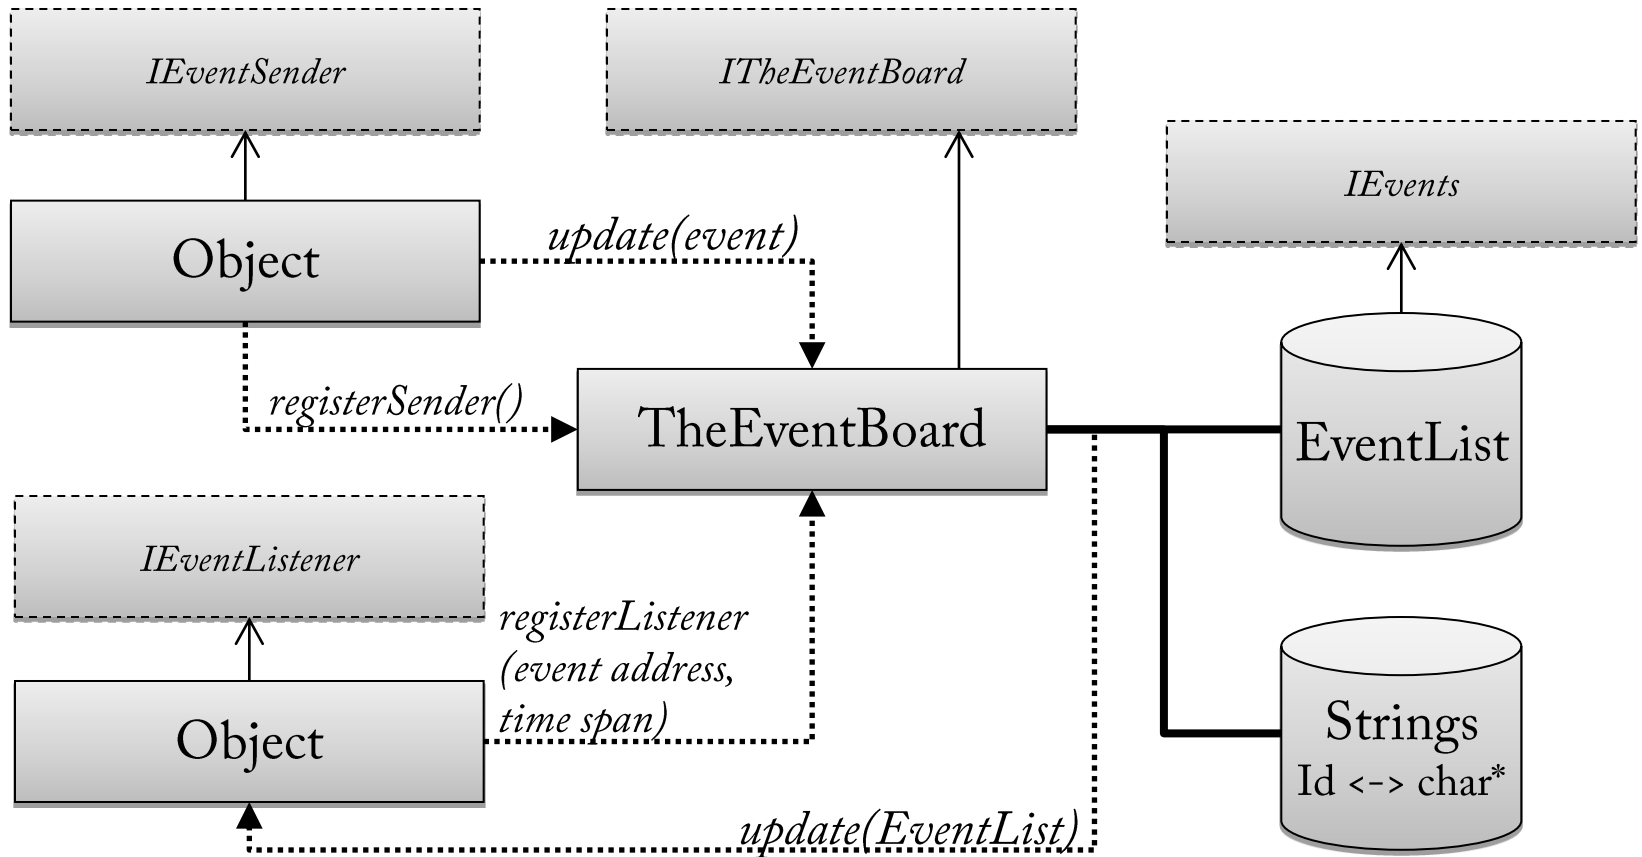 IEventSender
ITheEventBoard
IEvents
Object
update(event)
registerSender()
TheEventBoard
EventList
IEventListener
registerListener
(event address,
time span)
Object
Strings
Id <-> char*
update(EventList)